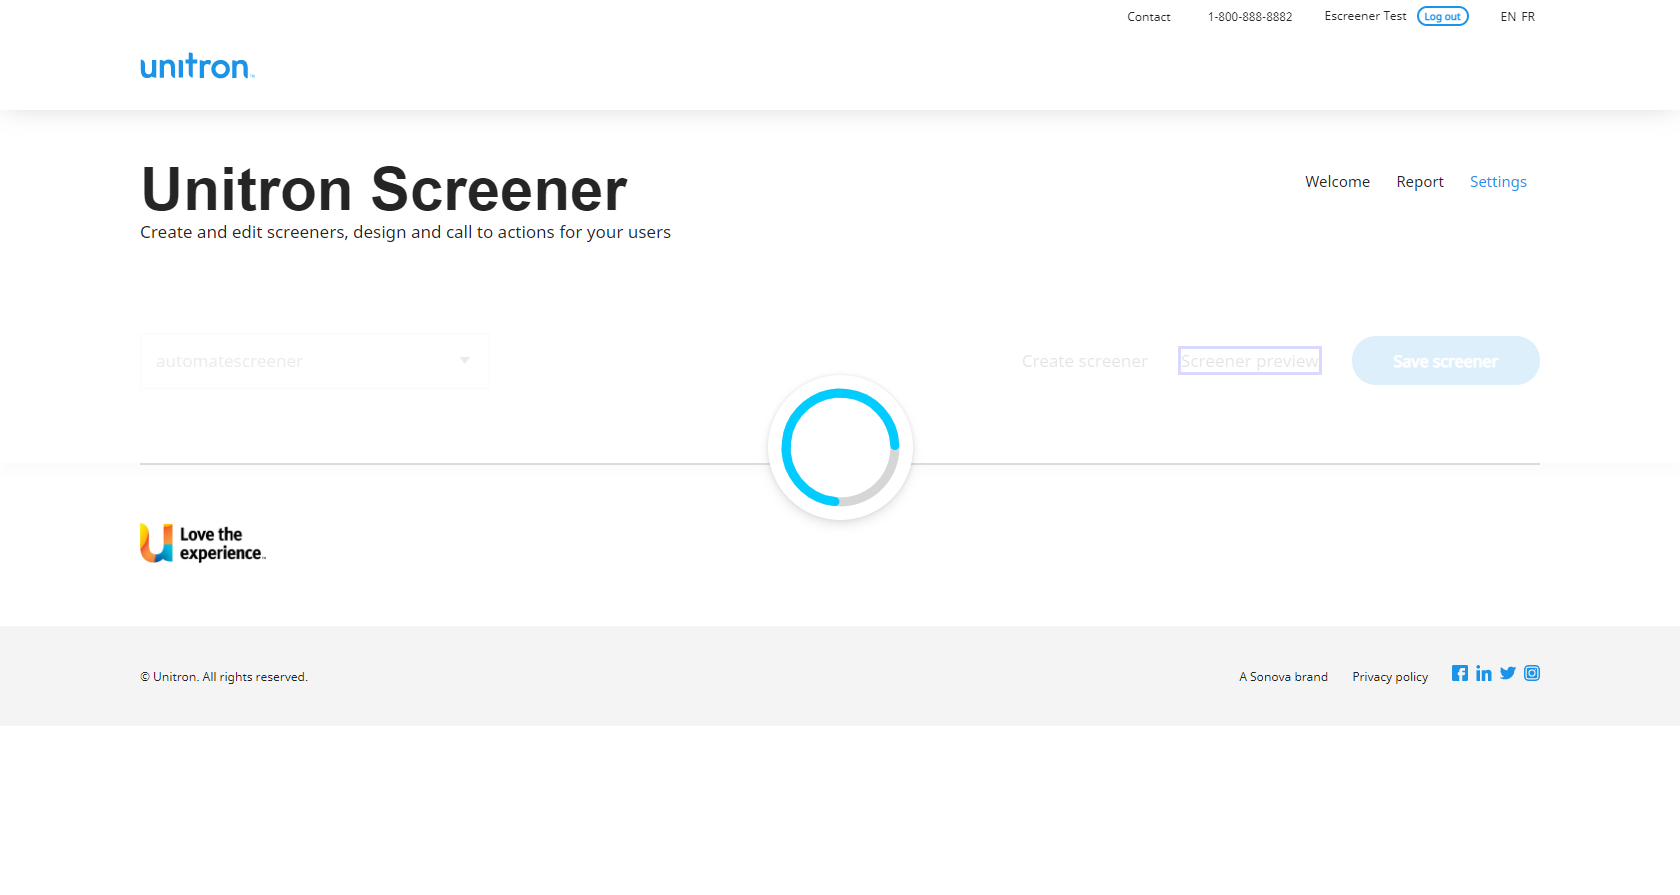 Contact 1-800-888-8882 Escreener Test Log out EN FR
unitron™
Unitron Screener
Welcome Report Settings
Create and edit screeners, design and call to actions for your users
automatescreener
Create screener Screener preview Save screener
Love the
experience™
© Unitron. All rights reserved.
A Sonova brand Privacy policy